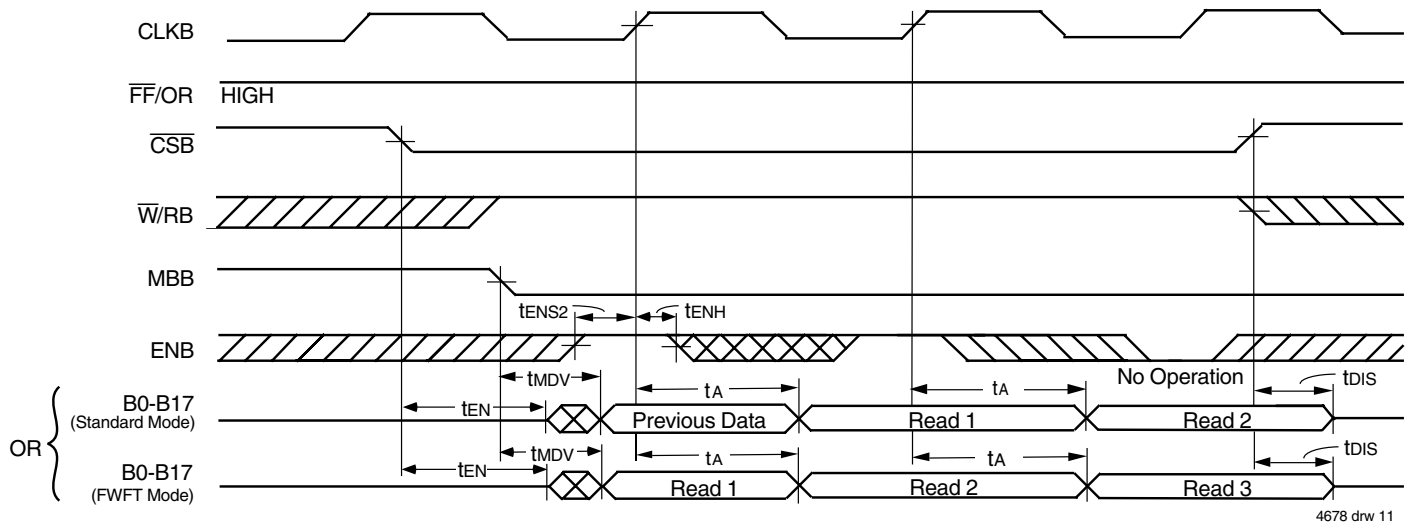 CLKB
FF/OR HIGH
CSB
W/RB
MBB
tENS2 tENH
ENB
No Operation
tMDV tA tA tDIS
B0-B17 tEN Previous Data Read 1 Read 2
(Standard Mode)
OR
tMDV tA tA tDIS
B0-B17 tEN Read 1 Read 2 Read 3
(FWFT Mode)
4678 drw 11